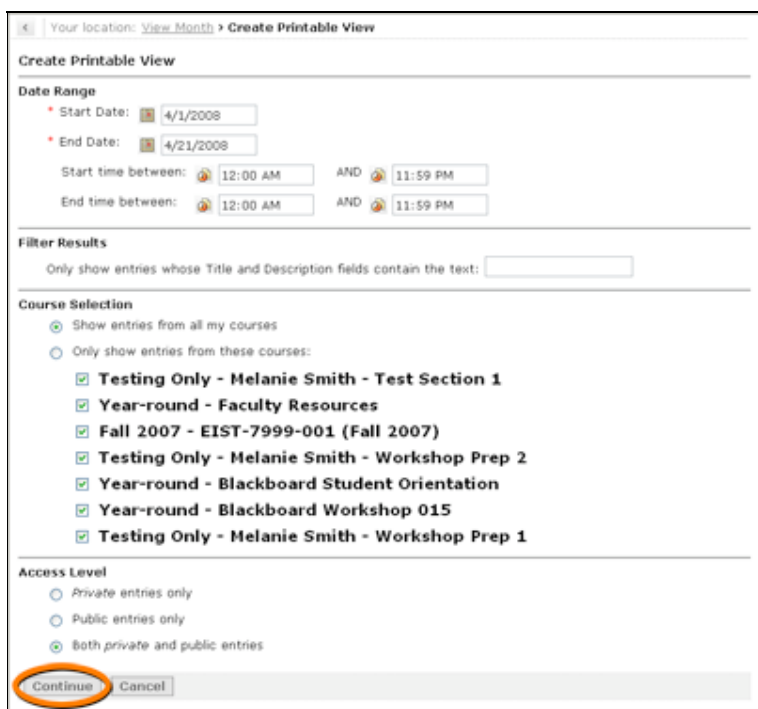 Your location: View Month › Create Printable View
Create Printable View
Date Range
* Start Date: 4/1/2008
* End Date: 4/21/2008
Start time between: 12:00 AM AND 11:59 PM
End time between: 12:00 AM AND 11:59 PM
Filter Results
Only show entries whose Title and Description fields contain the text:
Course Selection
Show entries from all my courses
Only show entries from these courses:
Testing Only - Melanie Smith - Test Section 1
Year-round - Faculty Resources
Fall 2007 - EIST-7999-001 (Fall 2007)
Testing Only - Melanie Smith - Workshop Prep 2
Year-round - Blackboard Student Orientation
Year-round - Blackboard Workshop 015
Testing Only - Melanie Smith - Workshop Prep 1
Access Level
Private entries only
Public entries only
Both private and public entries
Continue Cancel